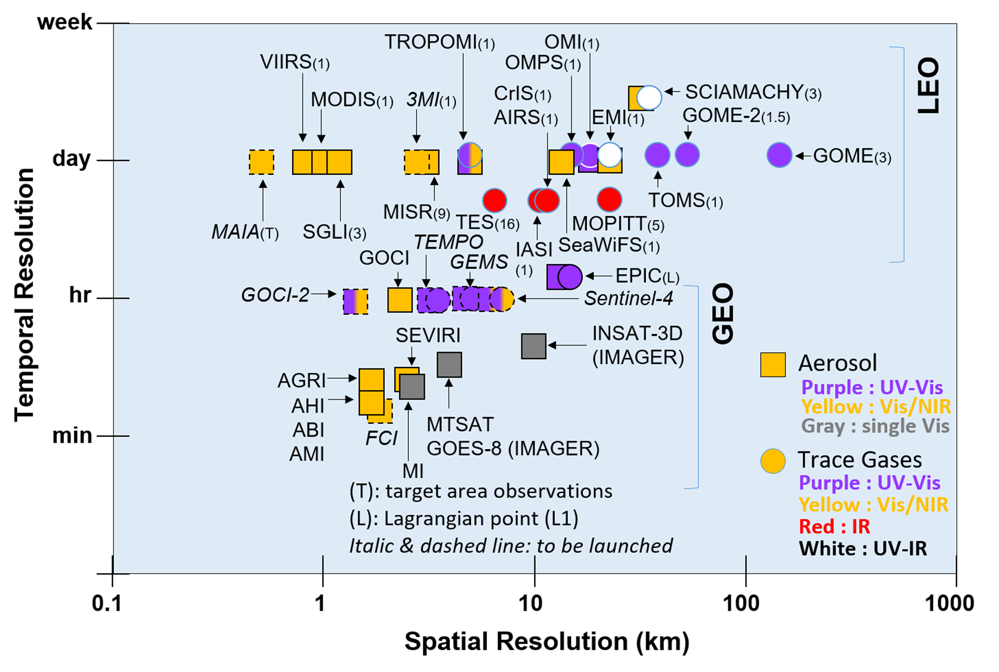 week
TROPOMI(1)
OMI(1)
VIIRS(1)
OMPS(1)
LEO
MODIS(1)
3MI(1)
CrIS(1)
SCIAMACHY(3)
AIRS(1)
EMI(1)
GOME-2(1.5)
day
GOME(3)
MISR(9)
TES(16)
TOMS(1)
MAIA(T)
SGLI(3)
MOPITT(5)
TEMPO
IASI
(1)
SeaWiFS(1)
GOCI
GEMS
EPIC(L)
GEO
hr
GOCI-2
Sentinel-4
SEVIRI
INSAT-3D
(IMAGER)
AGRI
AHI
ABI
AMI
FCI
MTSAT
GOES-8 (IMAGER)
MI
min
Temporal Resolution
Aerosol
Purple : UV-Vis
Yellow : Vis/NIR
Gray : single Vis
Trace Gases
Purple : UV-Vis
Yellow : Vis/NIR
Red : IR
White : UV-IR
(T): target area observations
(L): Lagrangian point (L1)
Italic & dashed line: to be launched
0.1
1
10
100
1000
Spatial Resolution (km)